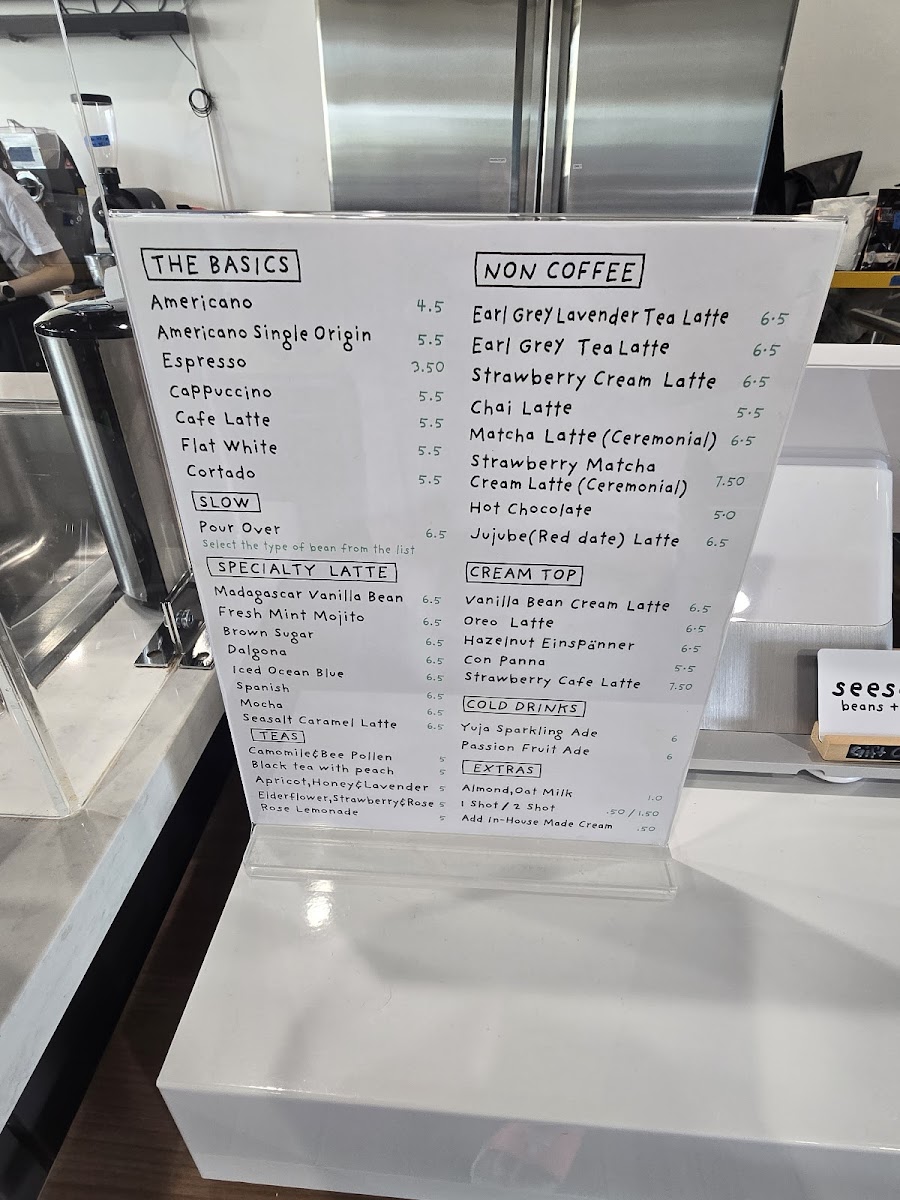 THE BASICS
Americano 4.5
Americano Single Origin 5.5
Espresso 3.50
Cappuccino 5.5
Cafe Latte 5.5
Flat White 5.5
Cortado 5.5
SLOW
Pour Over 6.5
Select the type of bean from the list
SPECIALTY LATTE
Madagascar Vanilla Bean 6.5
Fresh Mint Mojito 6.5
Brown Sugar 6.5
Dalgona 6.5
Iced Ocean Blue 6.5
Spanish 6.5
Mocha 6.5
Seasalt Caramel Latte 6.5
TEAS
Camomile&Bee Pollen 5
Black tea with peach 5
Apricot,Honey&Lavender 5
Elderflower,Strawberry&Rose 5
Rose Lemonade 5
NON COFFEE
Earl Grey Lavender Tea Latte 6.5
Earl Grey Tea Latte 6.5
Strawberry Cream Latte 6.5
Chai Latte 5.5
Matcha Latte (Ceremonial) 6.5
Strawberry Matcha
Cream Latte (Ceremonial) 7.50
Hot Chocolate 5.0
Jujube(Red date) Latte 6.5
CREAM TOP
Vanilla Bean Cream Latte 6.5
Oreo Latte 6.5
Hazelnut Einspänner 6.5
Con Panna 5.5
Strawberry Cafe Latte 7.50
COLD DRINKS
Yuja Sparkling Ade 6
Passion Fruit Ade 6
EXTRAS
Almond,Oat Milk 1.0
1 Shot / 2 Shot .50 / 1.50
Add In-House Made Cream .50
sees
beans +
Gift C